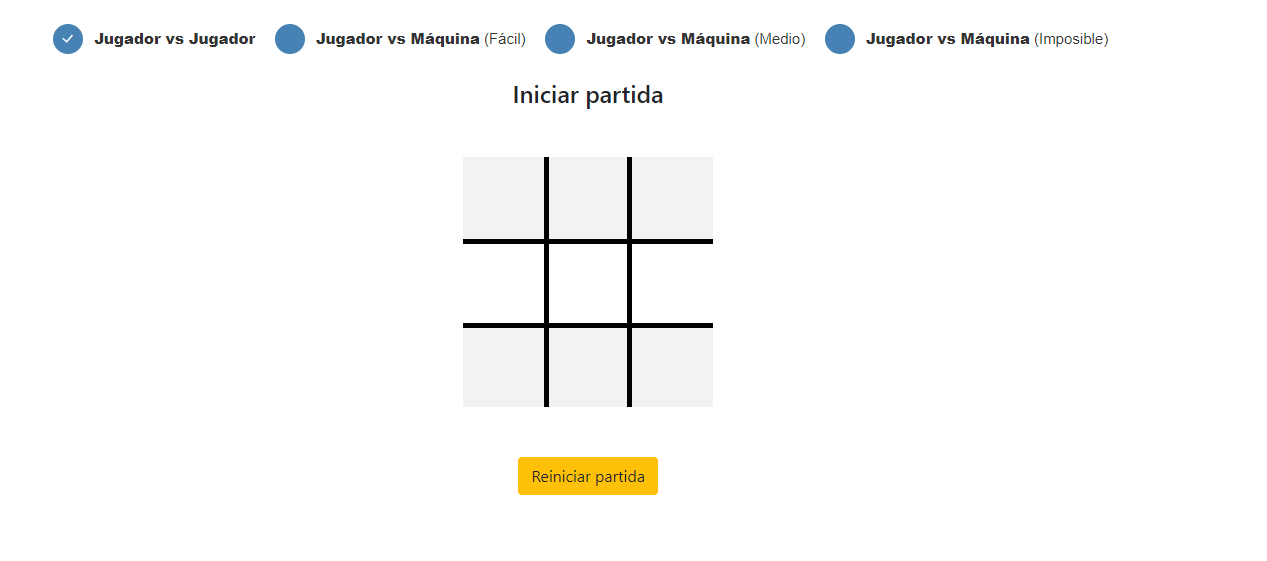 Jugador vs Jugador Jugador vs Máquina (Fácil) Jugador vs Máquina (Medio) Jugador vs Máquina (Imposible)
Iniciar partida
Reiniciar partida